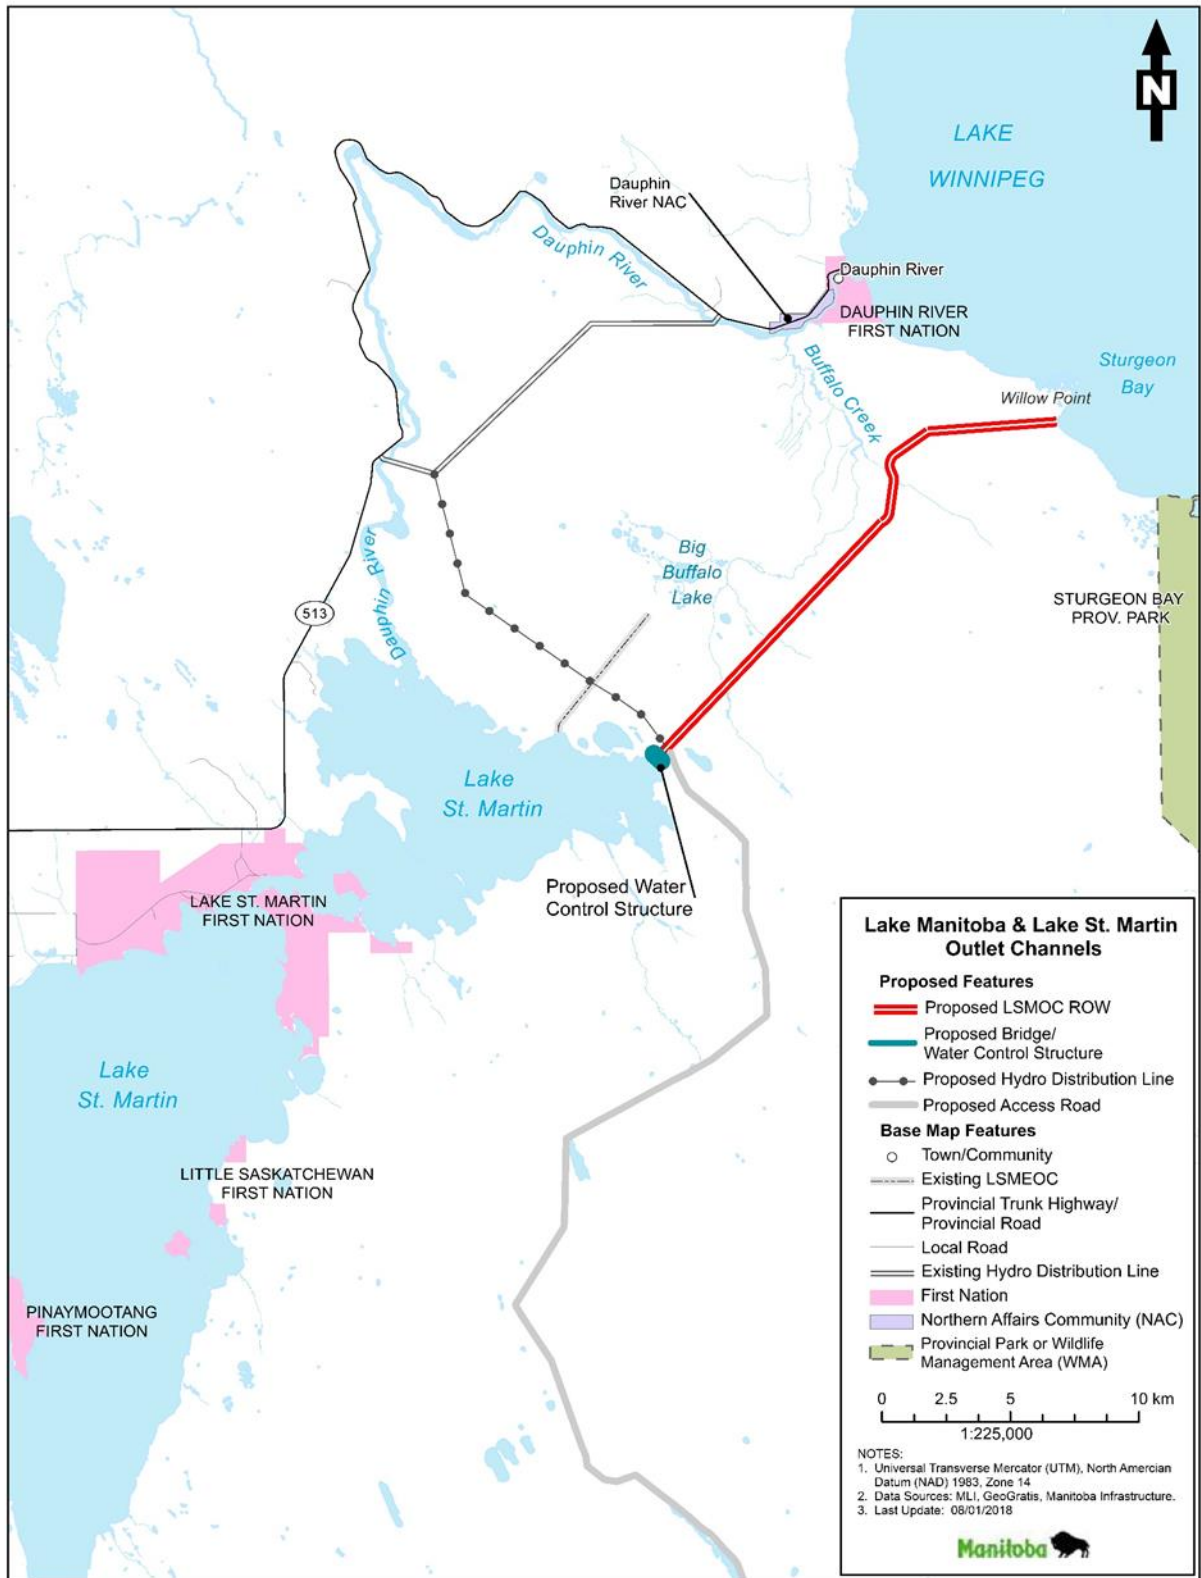 N
LAKE
WINNIPEG
Dauphin
River NAC
Dauphin River
Dauphin River
DAUPHIN RIVER
FIRST NATION
Buffalo Creek
Sturgeon
Bay
Willow Point
Big
Buffalo
Lake
STURGEON BAY
PROV. PARK
513
Dauphin River
Lake
St. Martin
Proposed Water
Control Structure
LAKE ST. MARTIN
FIRST NATION
Lake
St. Martin
LITTLE SASKATCHEWAN
FIRST NATION
PINAYMOOTANG
FIRST NATION
Lake Manitoba & Lake St. Martin
Outlet Channels
Proposed Features
Proposed LSMOC ROW
Proposed Bridge/
Water Control Structure
Proposed Hydro Distribution Line
Proposed Access Road
Base Map Features
Town/Community
Existing LSMEOC
Provincial Trunk Highway/
Provincial Road
Local Road
Existing Hydro Distribution Line
First Nation
Northern Affairs Community (NAC)
Provincial Park or Wildlife
Management Area (WMA)
0 2.5 5 10 km
1:225,000
NOTES:
1. Universal Transverse Mercator (UTM), North Amercian
Datum (NAD) 1983, Zone 14
2. Data Sources: MLI, GeoGratis, Manitoba Infrastructure.
3. Last Update: 08/01/2018
Manitoba